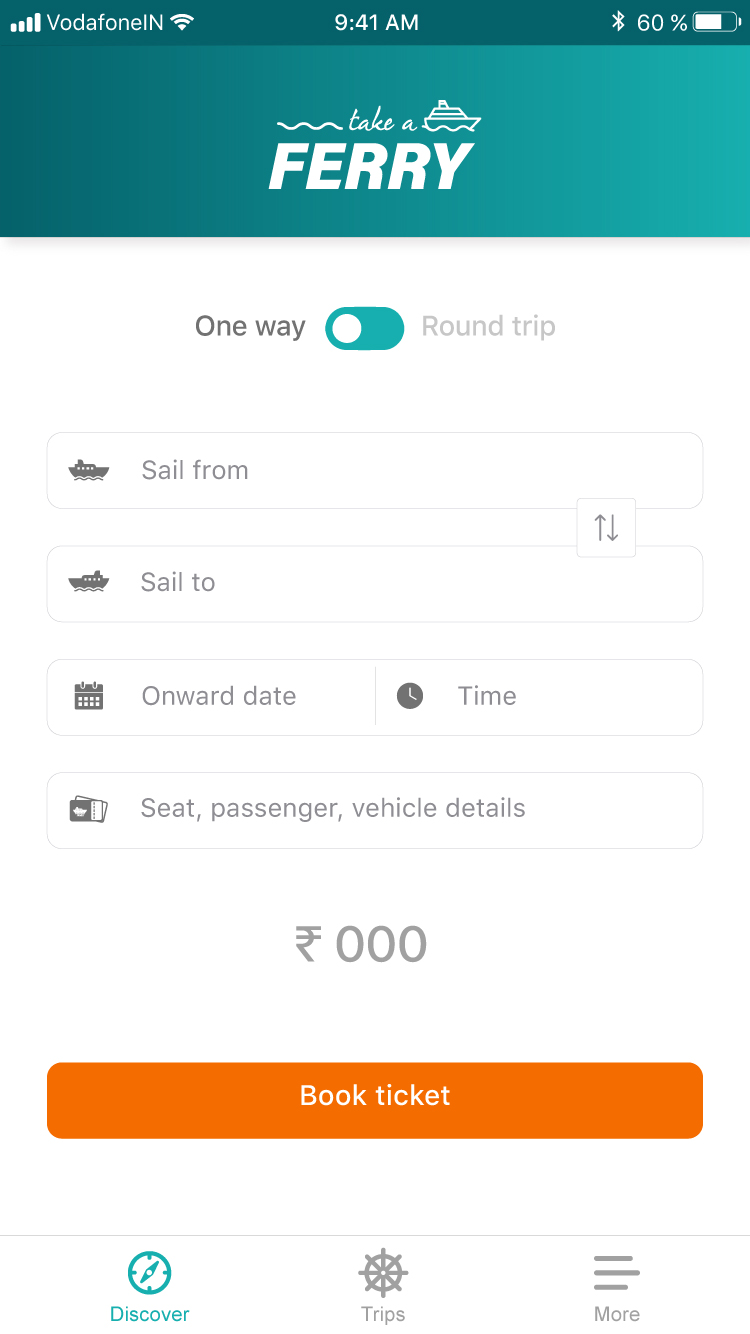 VodafoneIN 9:41 AM 60 %
take a
FERRY
One way Round trip
Sail from
Sail to
Onward date Time
Seat, passenger, vehicle details
₹ 000
Book ticket
Discover Trips More